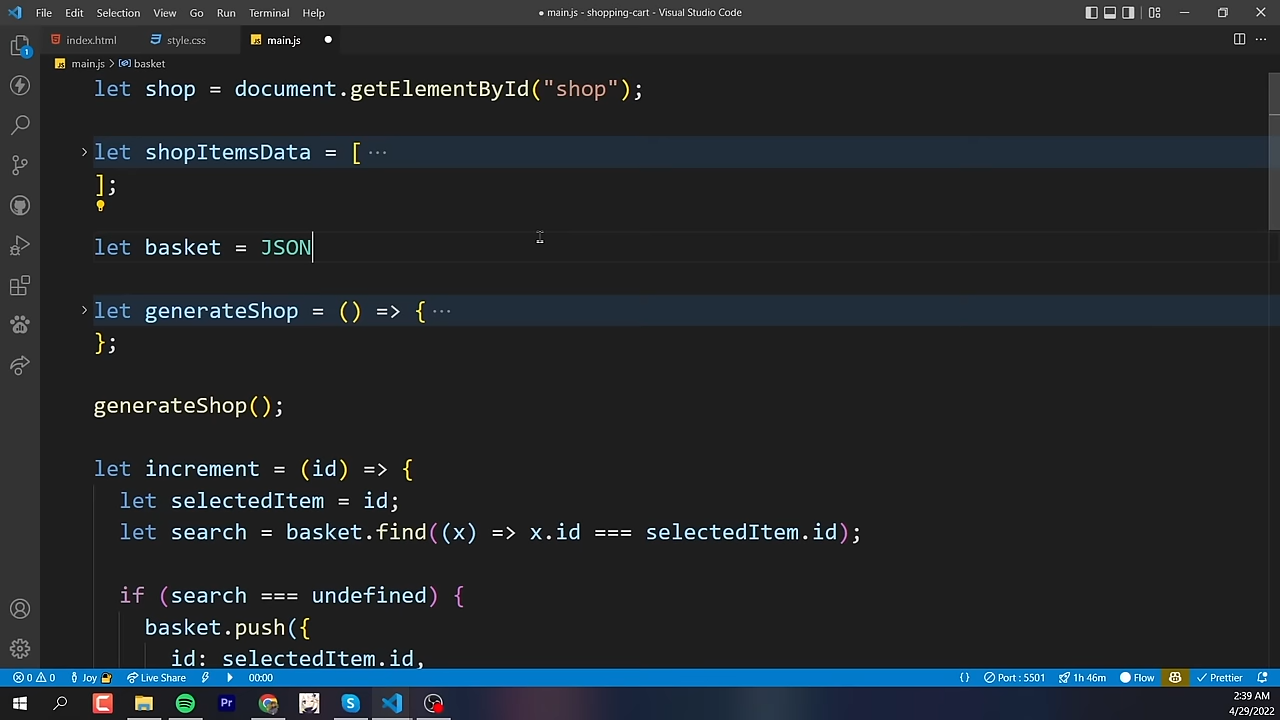 File Edit Selection View Go Run Terminal Help
● main.js - shopping-cart - Visual Studio Code
index.html style.css JS main.js ●
JS main.js > basket
let shop = document.getElementById("shop");
let shopItemsData = [ ···
];
let basket = JSON
let generateShop = () => { ···
};
generateShop();
let increment = (id) => {
let selectedItem = id;
let search = basket.find((x) => x.id === selectedItem.id);
if (search === undefined) {
basket.push({
id: selectedItem.id,
1
0 0 Joy Live Share 00:00 {} Port : 5501 1h 46m Flow Prettier
Pr
2:39 AM
4/29/2022